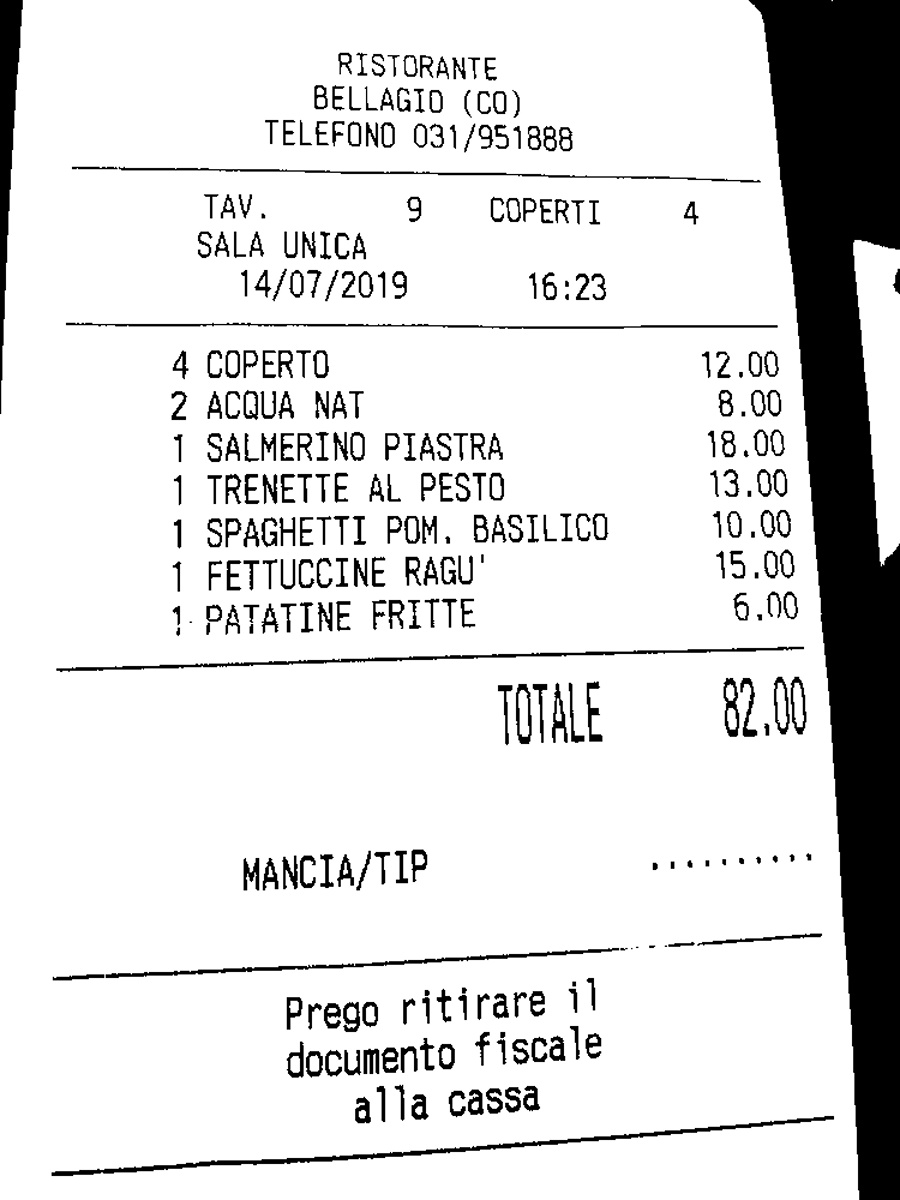 RISTORANTE
BELLAGIO (CO)
TELEFONO 031/951888
TAV. 9 COPERTI 4
SALA UNICA
14/07/2019 16:23
4 COPERTO 12.00
2 ACQUA NAT 8.00
1 SALMERINO PIASTRA 18.00
1 TRENETTE AL PESTO 13.00
1 SPAGHETTI POM. BASILICO 10.00
1 FETTUCCINE RAGU' 15.00
1 PATATINE FRITTE 6.00
TOTALE 82.00
MANCIA/TIP ..........
Prego ritirare il
documento fiscale
alla cassa